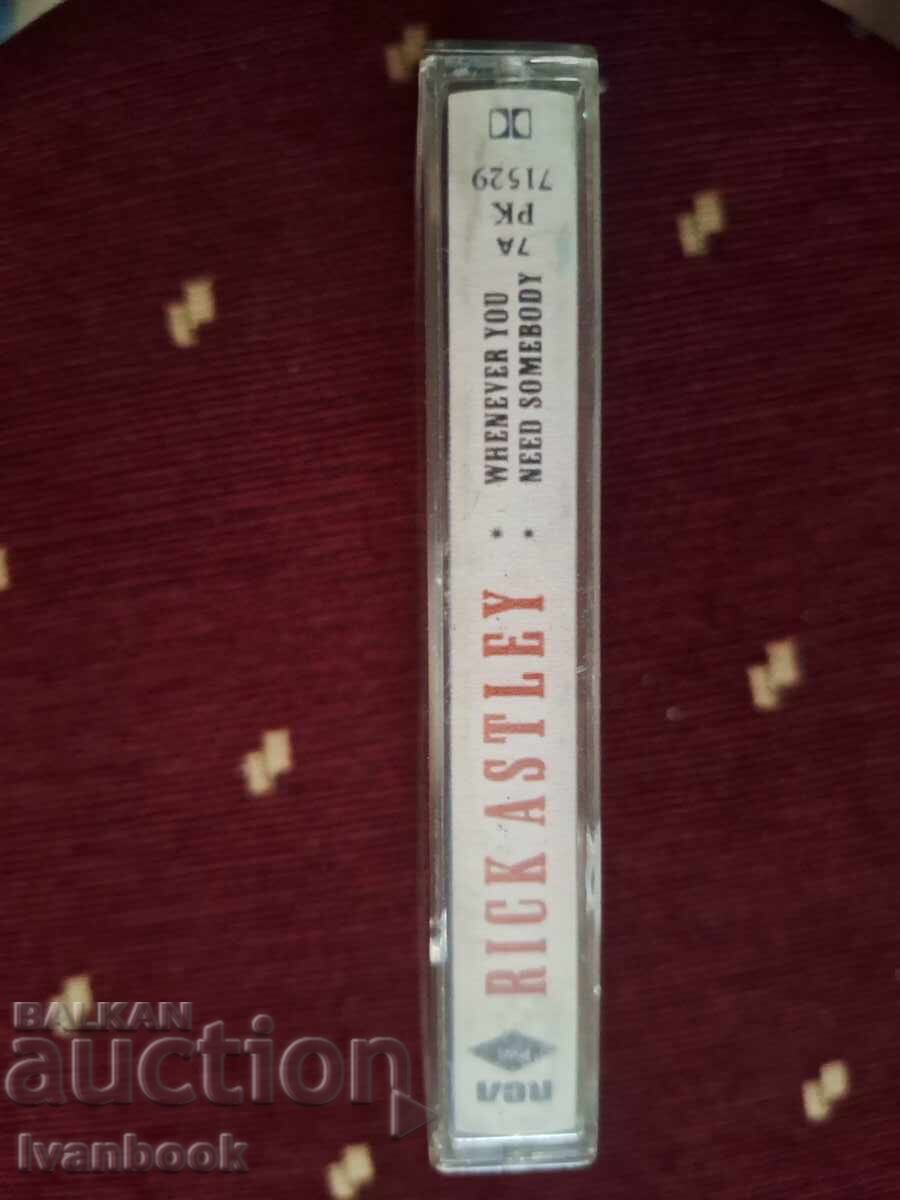 71529
PK
7A
WHENEVER YOU
NEED SOMEBODY
RICK ASTLEY
RCA
BALKAN
auction
Ivanbook